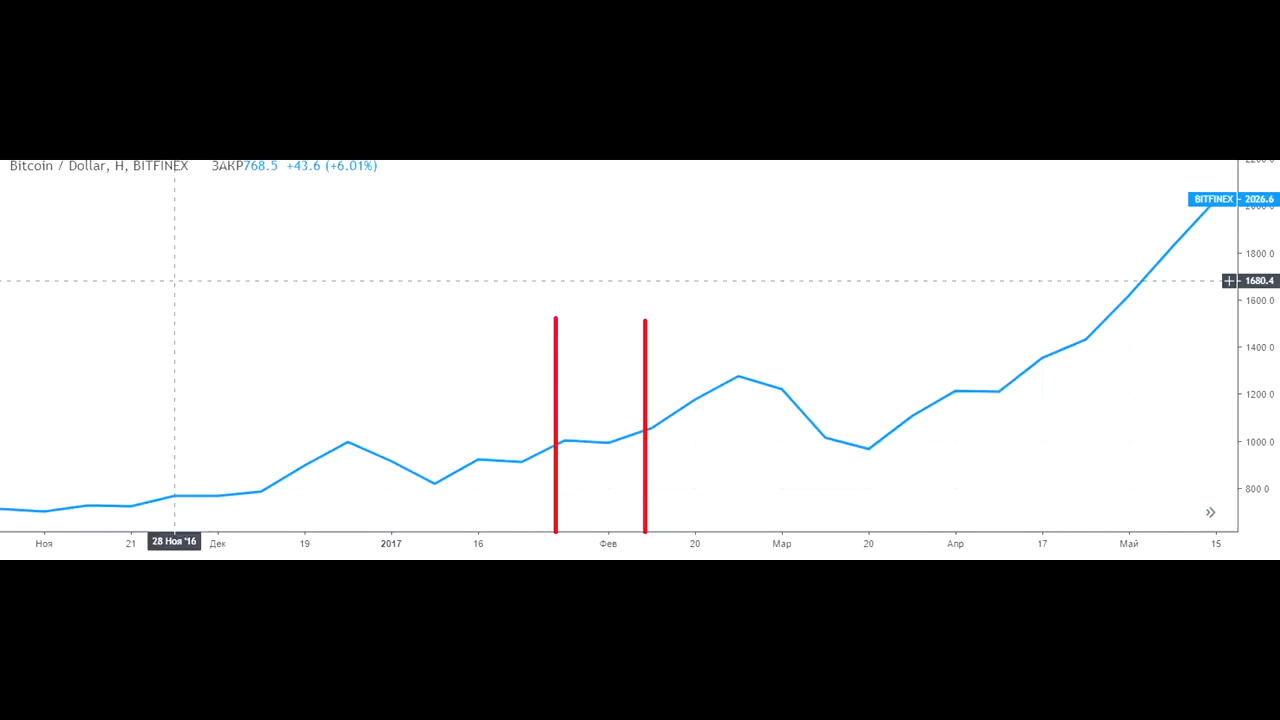 Bitcoin / Dollar, Н, BITFINEX ЗАКР768.5 +43.6 (+6.01%)
BITFINEX 2026.6
1800.0
1680.4
1600.0
1400.0
1200.0
1000.0
800.0
Ноя 21 28 Ноя '16 Дек 19 2017 16 Фев 20 Мар 20 Апр 17 Май 15